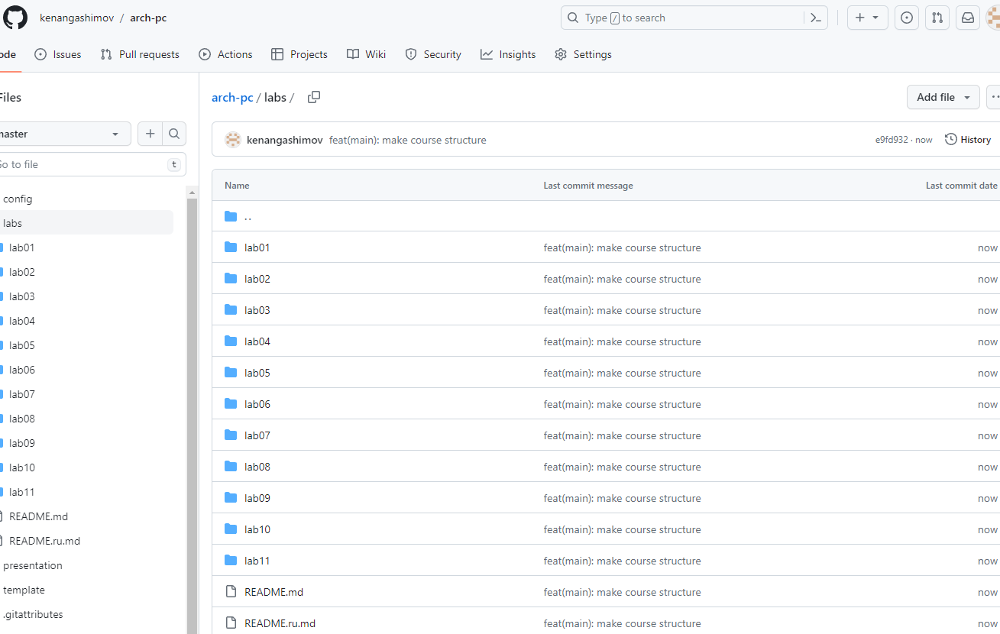 kenangashimov / arch-pc
Type / to search
ode Issues Pull requests Actions Projects Wiki Security Insights Settings
Files
arch-pc / labs /
Add file
master
Go to file
t
kenangashimov feat(main): make course structure
e9fd932 · now
History
config
labs
lab01
lab02
lab03
lab04
lab05
lab06
lab07
lab08
lab09
lab10
lab11
README.md
README.ru.md
presentation
template
.gitattributes
Name Last commit message Last commit date
..
lab01 feat(main): make course structure now
lab02 feat(main): make course structure now
lab03 feat(main): make course structure now
lab04 feat(main): make course structure now
lab05 feat(main): make course structure now
lab06 feat(main): make course structure now
lab07 feat(main): make course structure now
lab08 feat(main): make course structure now
lab09 feat(main): make course structure now
lab10 feat(main): make course structure now
lab11 feat(main): make course structure now
README.md feat(main): make course structure now
README.ru.md feat(main): make course structure now